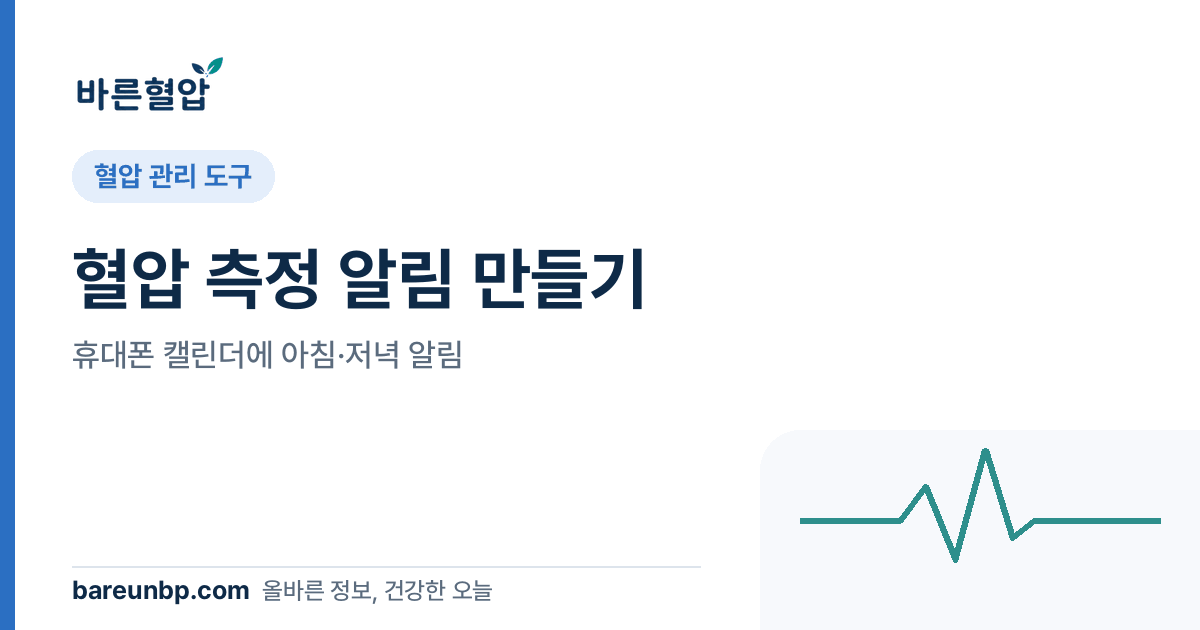 바른혈압
혈압 관리 도구
혈압 측정 알림 만들기
휴대폰 캘린더에 아침·저녁 알림
bareunbp.com 올바른 정보, 건강한 오늘